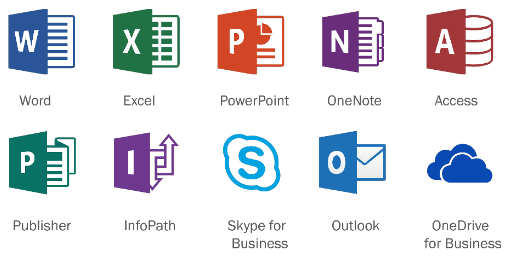 W X P N A
Word Excel PowerPoint OneNote Access
P I S O
Publisher InfoPath Skype for Business Outlook OneDrive for Business